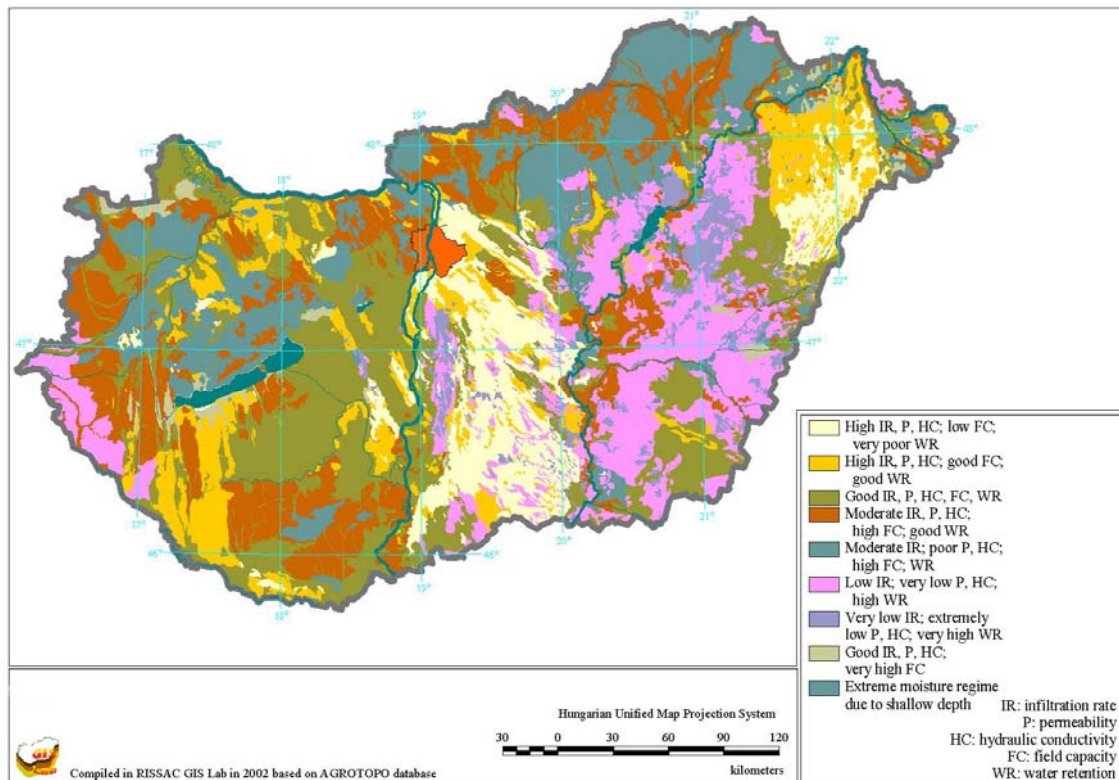 21°
22°
20°
19°
48°
48°
17°
48°
18°
22°
47°
47°
17°
21°
46°
20°
46°
19°
18°
High IR, P, HC; low FC;
very poor WR
High IR, P, HC; good FC;
good WR
Good IR, P, HC, FC, WR
Moderate IR, P, HC;
high FC; good WR
Moderate IR; poor P, HC;
high FC; WR
Low IR; very low P, HC;
high WR
Very low IR; extremely
low P, HC; very high WR
Good IR, P, HC;
very high FC
Extreme moisture regime
due to shallow depth
IR: infiltration rate
P: permeability
HC: hydraulic conductivity
FC: field capacity
WR: water retention
Hungarian Unified Map Projection System
30 0 30 60 90 120
kilometers
GIS
Compiled in RISSAC GIS Lab in 2002 based on AGROTOPO database